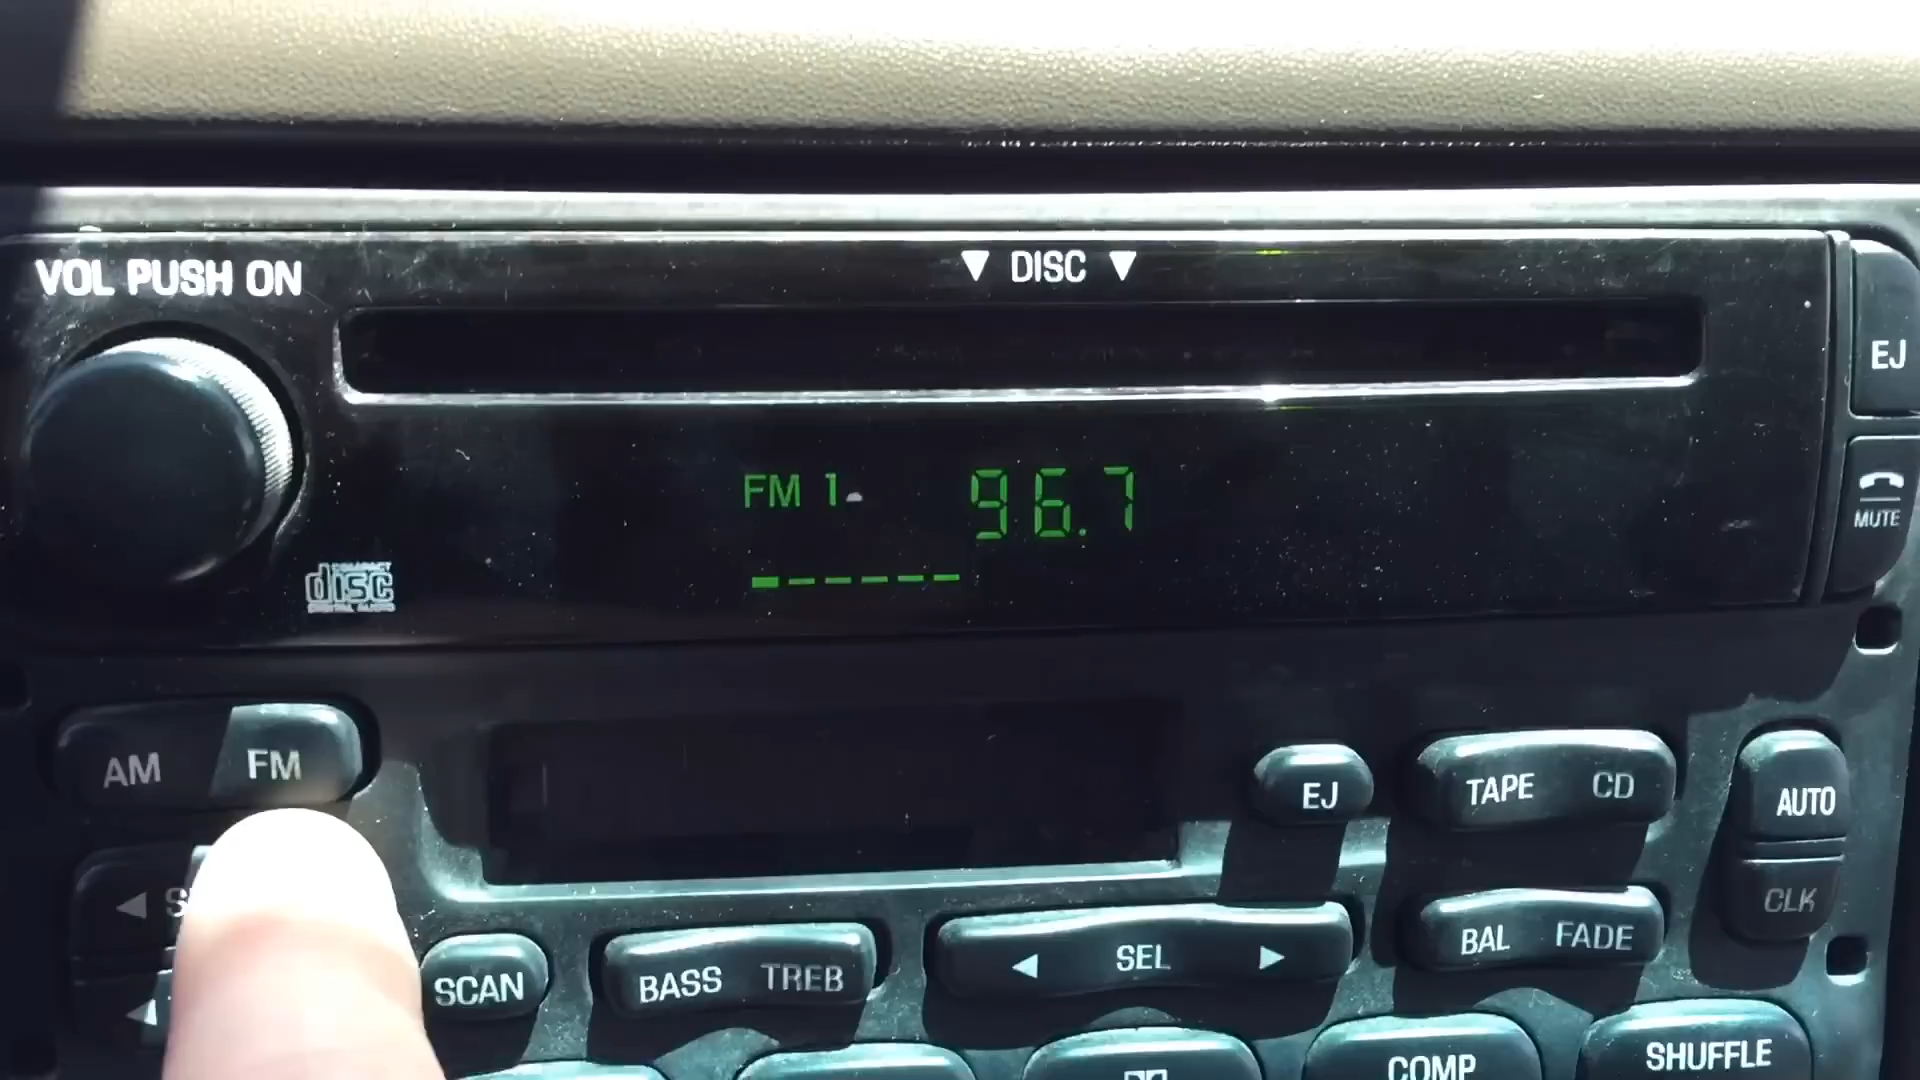 VOL PUSH ON
▼ DISC ▼
EJ
FM 1 96.7
MUTE
COMPACT
disc
DIGITAL AUDIO
AM FM
EJ
TAPE CD
AUTO
◀ S
CLK
SCAN
BASS TREB
◀ SEL ▶
BAL FADE
◀
COMP
SHUFFLE